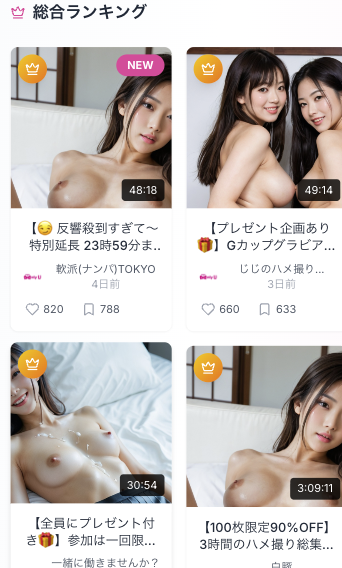 総合ランキング
NEW
48:18
49:14
【😏 反響殺到すぎて〜
特別延長 23時59分ま..
軟派(ナンパ)TOKYO
4日前
820
788
【プレゼント企画あり
🎁】Gカップグラビア...
じじのハメ撮り...
3日前
660
633
30:54
3:09:11
【全員にプレゼント付
き🎁】参加は一回限...
一緒に働きませんか？
【100枚限定90%OFF】
3時間のハメ撮り総集...